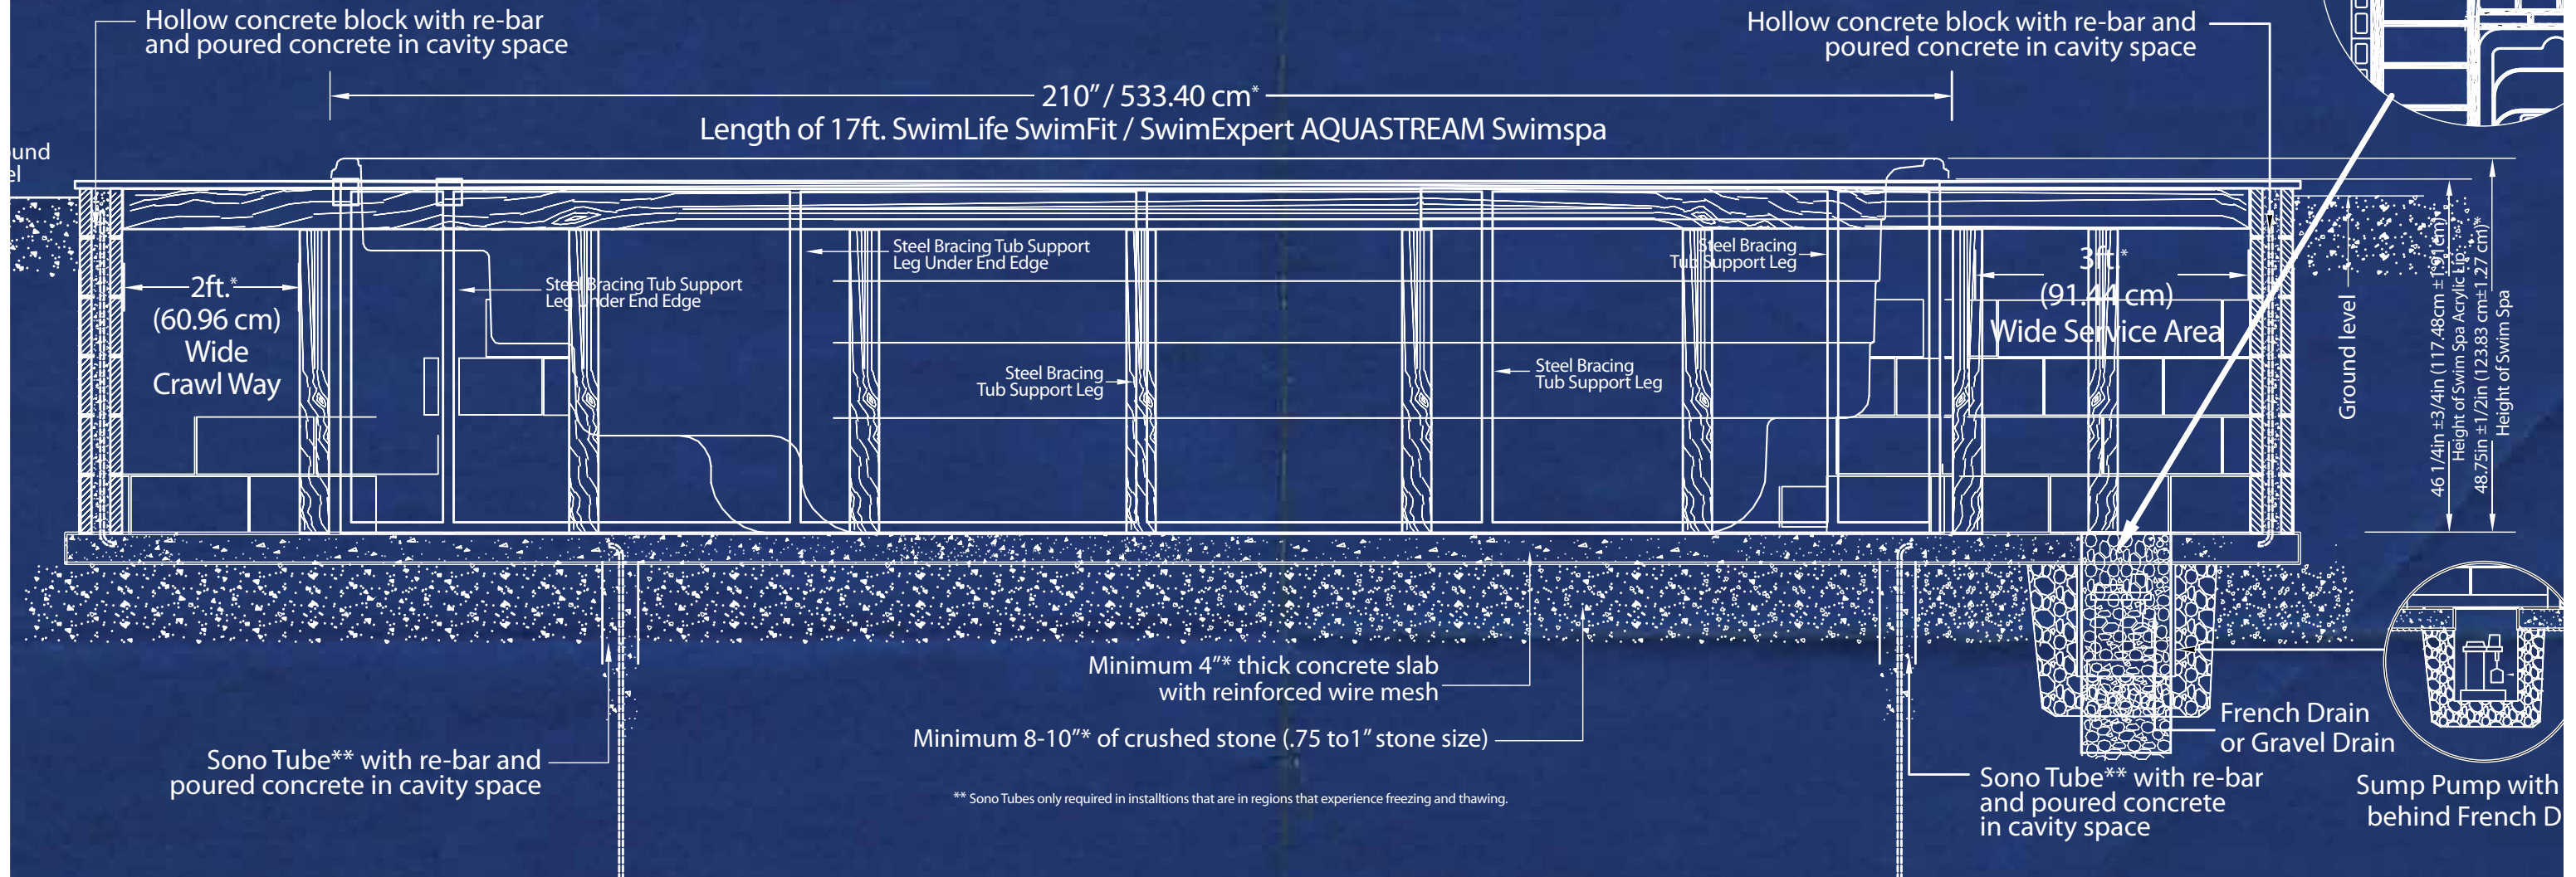 Hollow concrete block with re-bar
and poured concrete in cavity space
Hollow concrete block with re-bar and
poured concrete in cavity space
210" / 533.40 cm*
Length of 17ft. SwimLife SwimFit / SwimExpert AQUASTREAM Swimspa
2ft.*
(60.96 cm)
Wide
Crawl Way
Steel Bracing Tub Support
Leg Under End Edge
Steel Bracing Tub Support
Leg Under End Edge
Steel Bracing
Tub Support Leg
Steel Bracing
Tub Support Leg
Steel Bracing
Tub Support Leg
3ft.*
(91.44 cm)
Wide Service Area
Ground level
46 1/4in ±3/4in (117.48cm ± 1.91cm)
Height of Swim Spa Acrylic Lip
48.75in ±1/2in (123.83 cm±1.27 cm)*
Height of Swim Spa
Minimum 4"* thick concrete slab
with reinforced wire mesh
Minimum 8-10"* of crushed stone (.75 to1" stone size)
Sono Tube** with re-bar and
poured concrete in cavity space
** Sono Tubes only required in installtions that are in regions that experience freezing and thawing.
French Drain
or Gravel Drain
Sono Tube** with re-bar
and poured concrete
in cavity space
Sump Pump with
behind French D